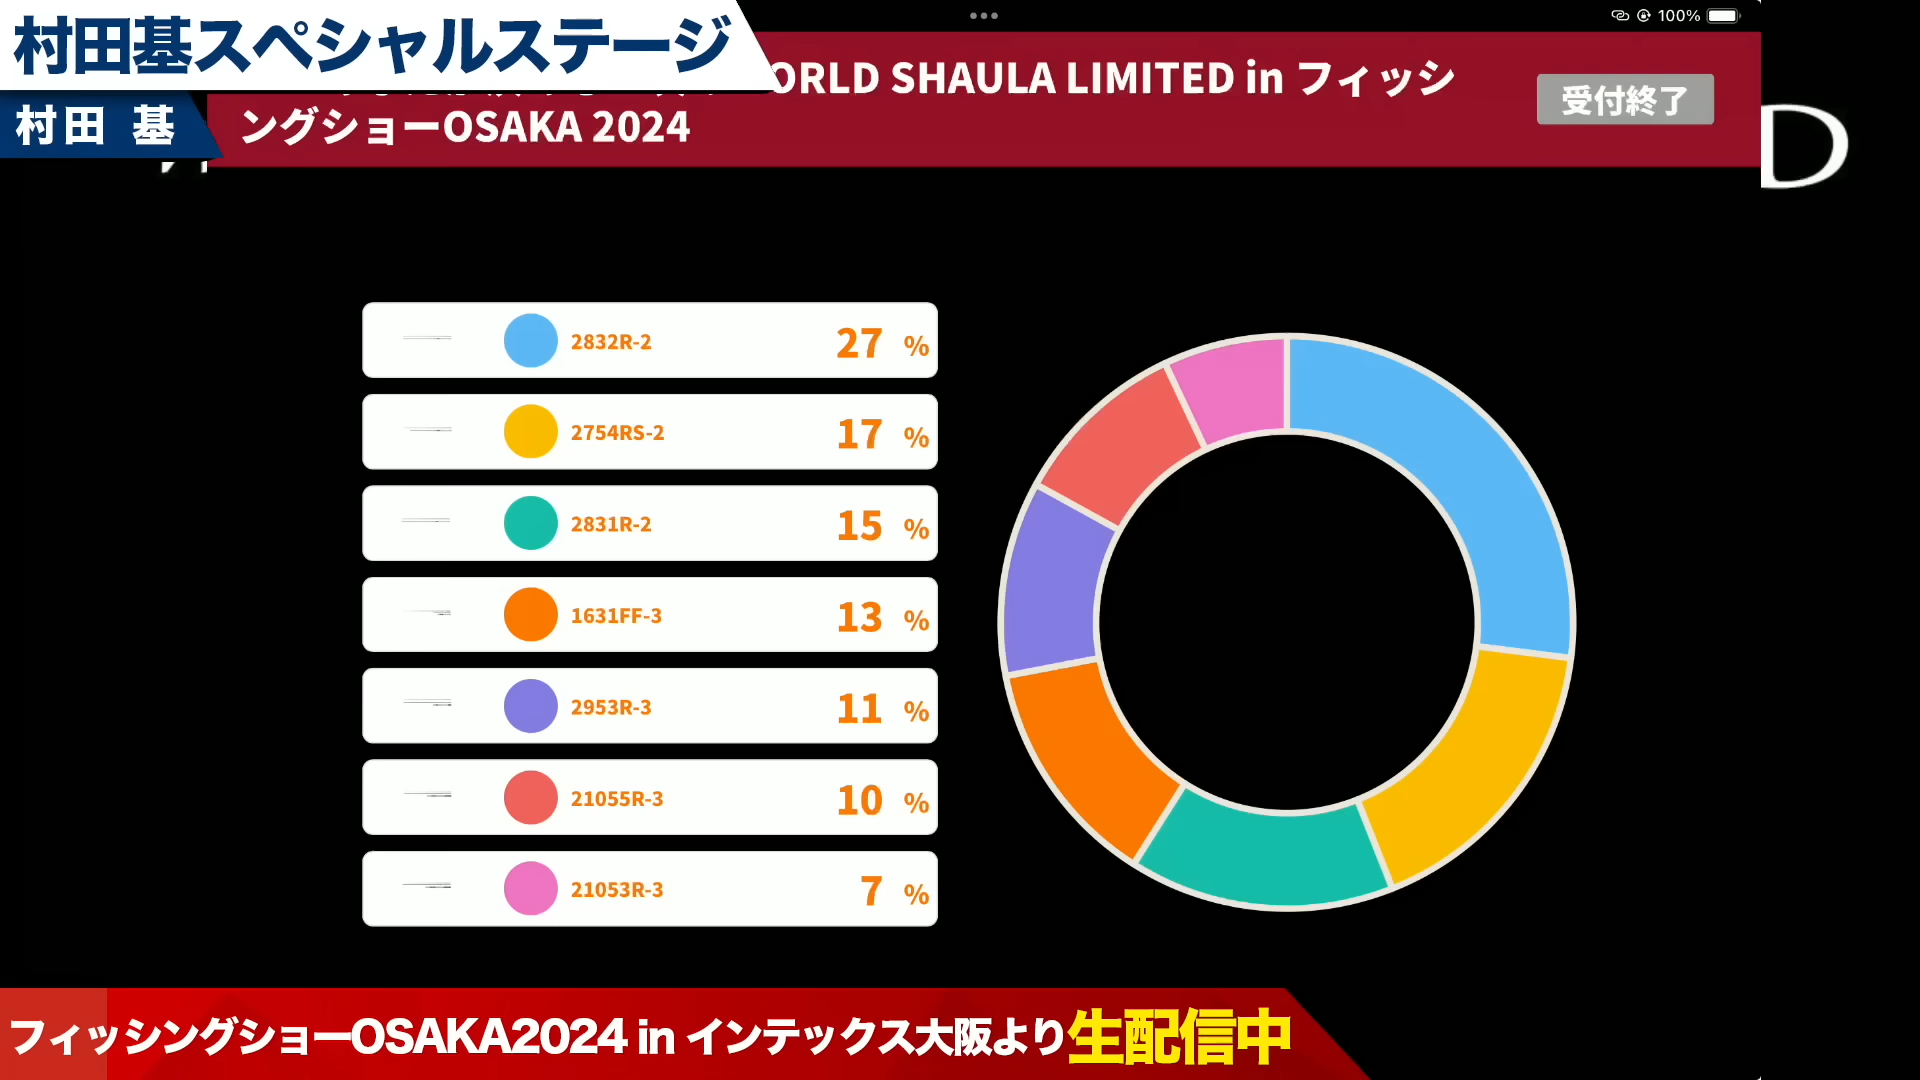 村田基スペシャルステージ
村田 基
ORLD SHAULA LIMITED in フィッシ
ングショーOSAKA 2024
受付終了
100%
D
2832R-2 27 %
2754RS-2 17 %
2831R-2 15 %
1631FF-3 13 %
2953R-3 11 %
21055R-3 10 %
21053R-3 7 %
フィッシングショーOSAKA2024 in インテックス大阪より生配信中